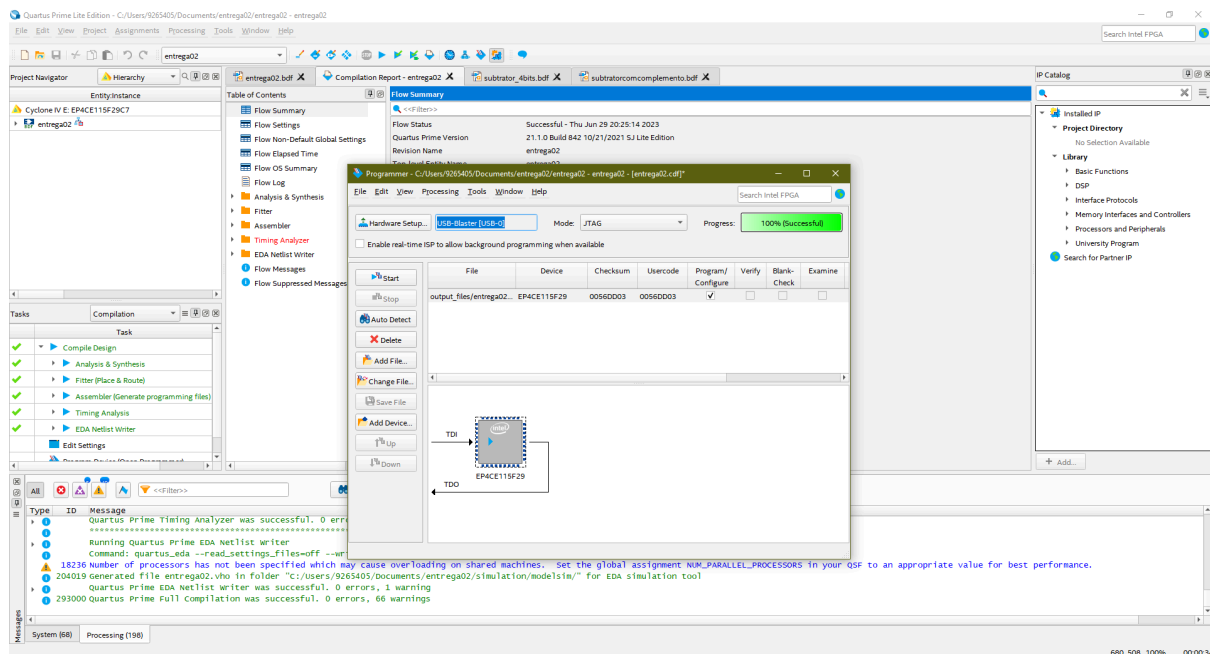 Quartus Prime Lite Edition - C:/Users/9265405/Documents/entrega02/entrega02 - entrega02
File Edit View Project Assignments Processing Tools Window Help
Search Intel FPGA
entrega02
Project Navigator
Hierarchy
Entity:Instance
Cyclone IV E: EP4CE115F29C7
entrega02
entrega02.bdf
Compilation Report - entrega02
subtrator_4bits.bdf
subtratorcomcomplemento.bdf
Table of Contents
Flow Summary
Flow Settings
Flow Non-Default Global Settings
Flow Elapsed Time
Flow OS Summary
Flow Log
Analysis & Synthesis
Fitter
Assembler
Timing Analyzer
EDA Netlist Writer
Flow Messages
Flow Suppressed Messages
Flow Summary
<<Filter>>
Flow Status Successful - Thu Jun 29 20:25:14 2023
Quartus Prime Version 21.1.0 Build 842 10/21/2021 SJ Lite Edition
Revision Name entrega02
Top-level Entity Name entrega02
IP Catalog
Installed IP
Project Directory
No Selection Available
Library
Basic Functions
DSP
Interface Protocols
Memory Interfaces and Controllers
Processors and Peripherals
University Program
Search for Partner IP
+ Add...
Programmer - C:/Users/9265405/Documents/entrega02/entrega02 - entrega02 - [entrega02.cdf]*
File Edit View Processing Tools Window Help
Search Intel FPGA
Hardware Setup...
USB-Blaster [USB-0]
Mode: JTAG
Progress: 100% (Successful)
Enable real-time ISP to allow background programming when available
Start
Stop
Auto Detect
Delete
Add File...
Change File...
Save File
Add Device...
Up
Down
File Device Checksum Usercode Program/Configure Verify Blank-Check Examine
output_files/entrega02... EP4CE115F29 0056DD03 0056DD03
TDI
intel
EP4CE115F29
TDO
Tasks
Compilation
Task
Compile Design
Analysis & Synthesis
Fitter (Place & Route)
Assembler (Generate programming files)
Timing Analysis
EDA Netlist Writer
Edit Settings
Program Device (Open Programmer)
All
<<Filter>>
Type ID Message
Quartus Prime Timing Analyzer was successful. 0 erro
Running Quartus Prime EDA Netlist Writer
Command: quartus_eda --read_settings_files=off --wri
18236 Number of processors has not been specified which may cause overloading on shared machines. Set the global assignment NUM_PARALLEL_PROCESSORS in your QSF to an appropriate value for best performance.
204019 Generated file entrega02.vho in folder "C:/users/9265405/Documents/entrega02/simulation/modelsim/" for EDA simulation tool
Quartus Prime EDA Netlist Writer was successful. 0 errors, 1 warning
293000 Quartus Prime Full Compilation was successful. 0 errors, 66 warnings
Messages
System (68)
Processing (198)